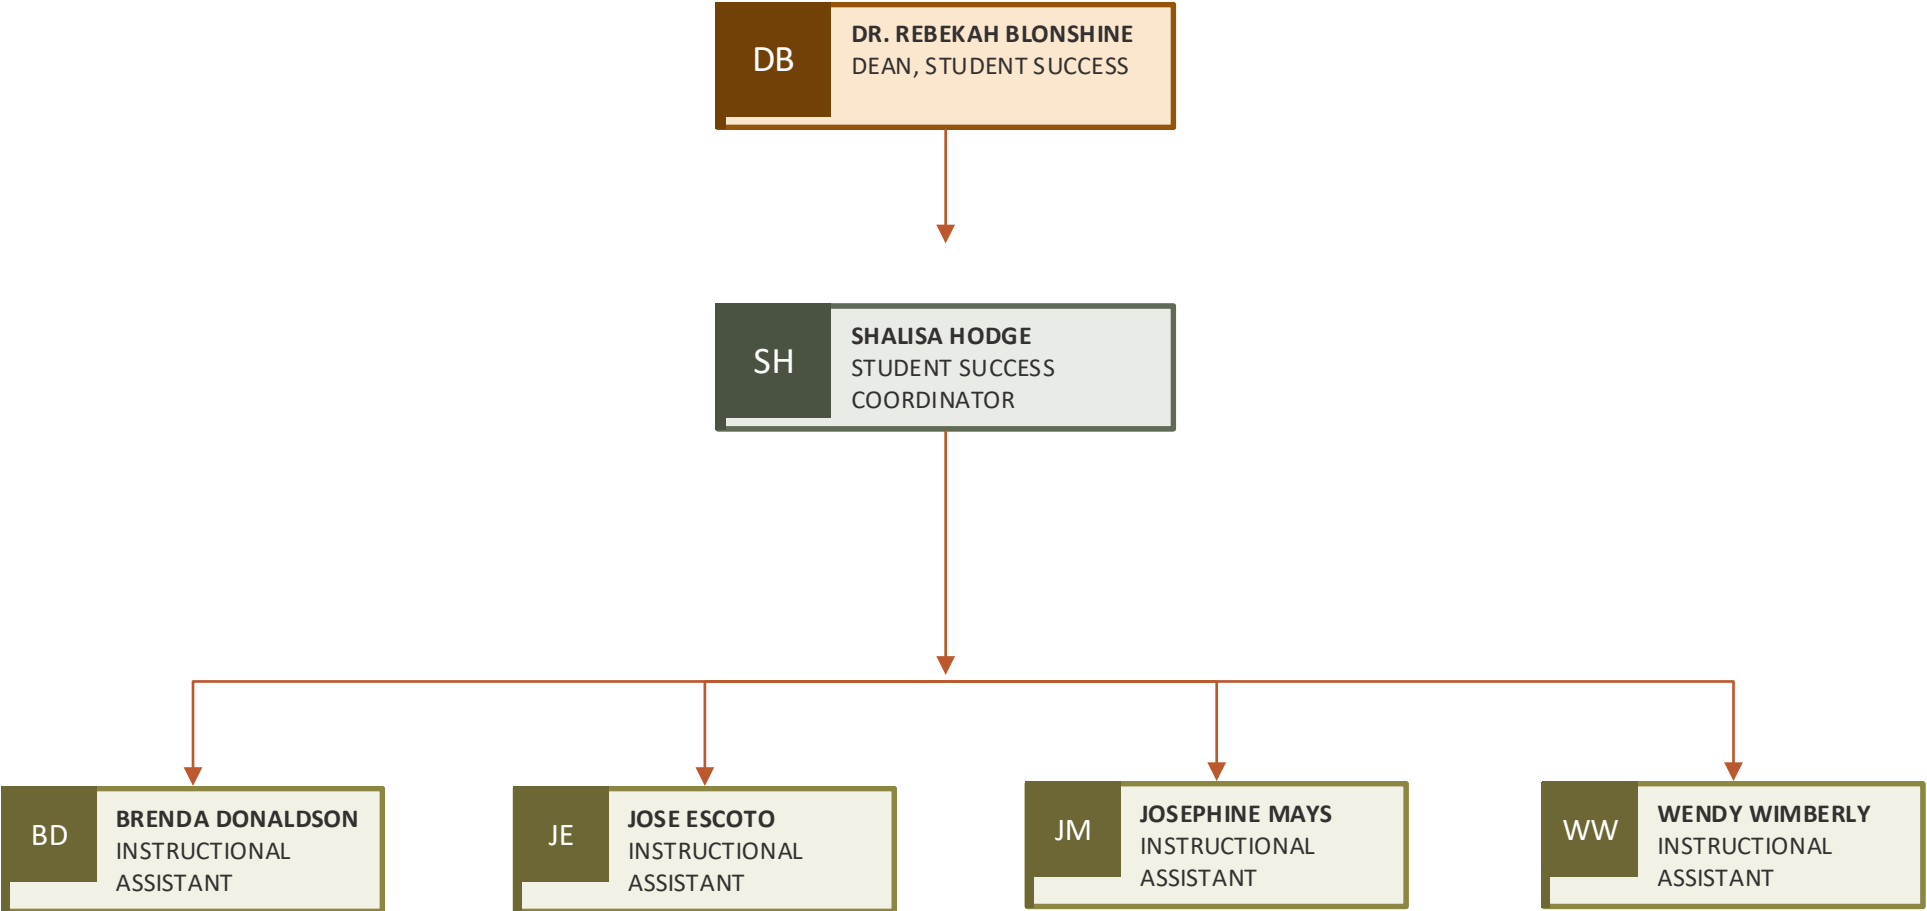 DB
DR. REBEKAH BLONSHINE
DEAN, STUDENT SUCCESS
SH
SHALISA HODGE
STUDENT SUCCESS
COORDINATOR
BD
BRENDA DONALDSON
INSTRUCTIONAL
ASSISTANT
JE
JOSE ESCOTO
INSTRUCTIONAL
ASSISTANT
JM
JOSEPHINE MAYS
INSTRUCTIONAL
ASSISTANT
WW
WENDY WIMBERLY
INSTRUCTIONAL
ASSISTANT